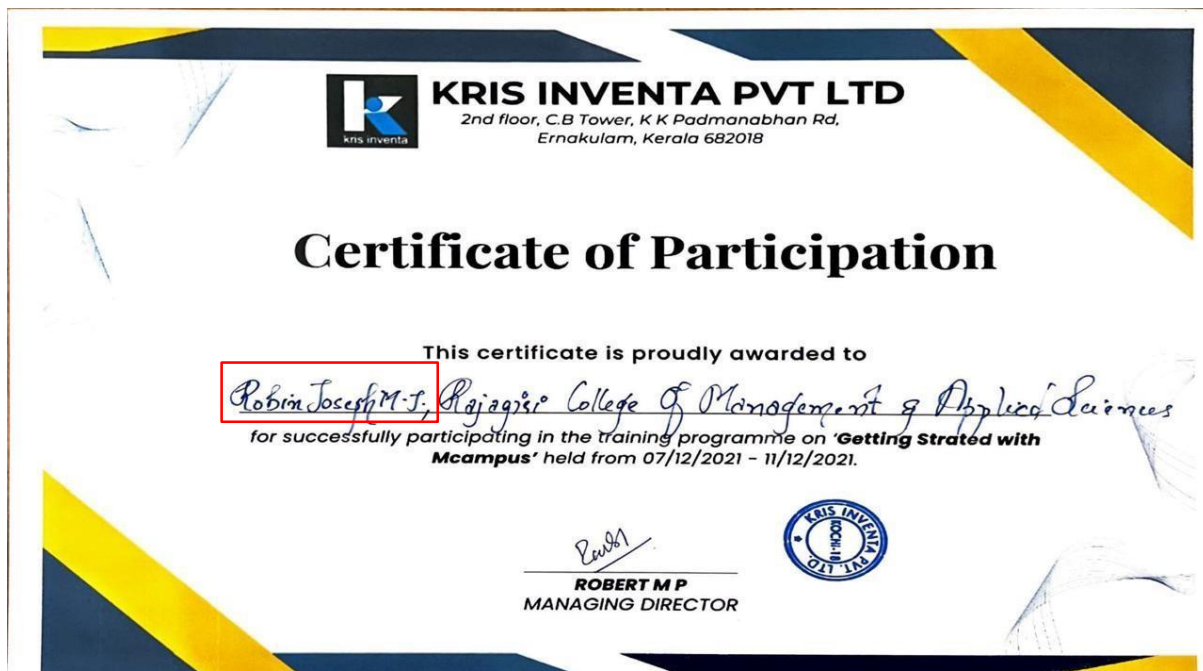 KRIS INVENTA PVT LTD
kris inventa
2nd floor, C.B Tower, K K Padmanabhan Rd,
Ernakulam, Kerala 682018
Certificate of Participation
This certificate is proudly awarded to
Robin Joseph M.J., Rajagiri College of Management & Applied Sciences
for successfully participating in the training programme on 'Getting Strated with
Mcampus' held from 07/12/2021 - 11/12/2021.
KRIS INVENTA PVT. LTD. ★
KOCHI-18
ROBERT M P
MANAGING DIRECTOR